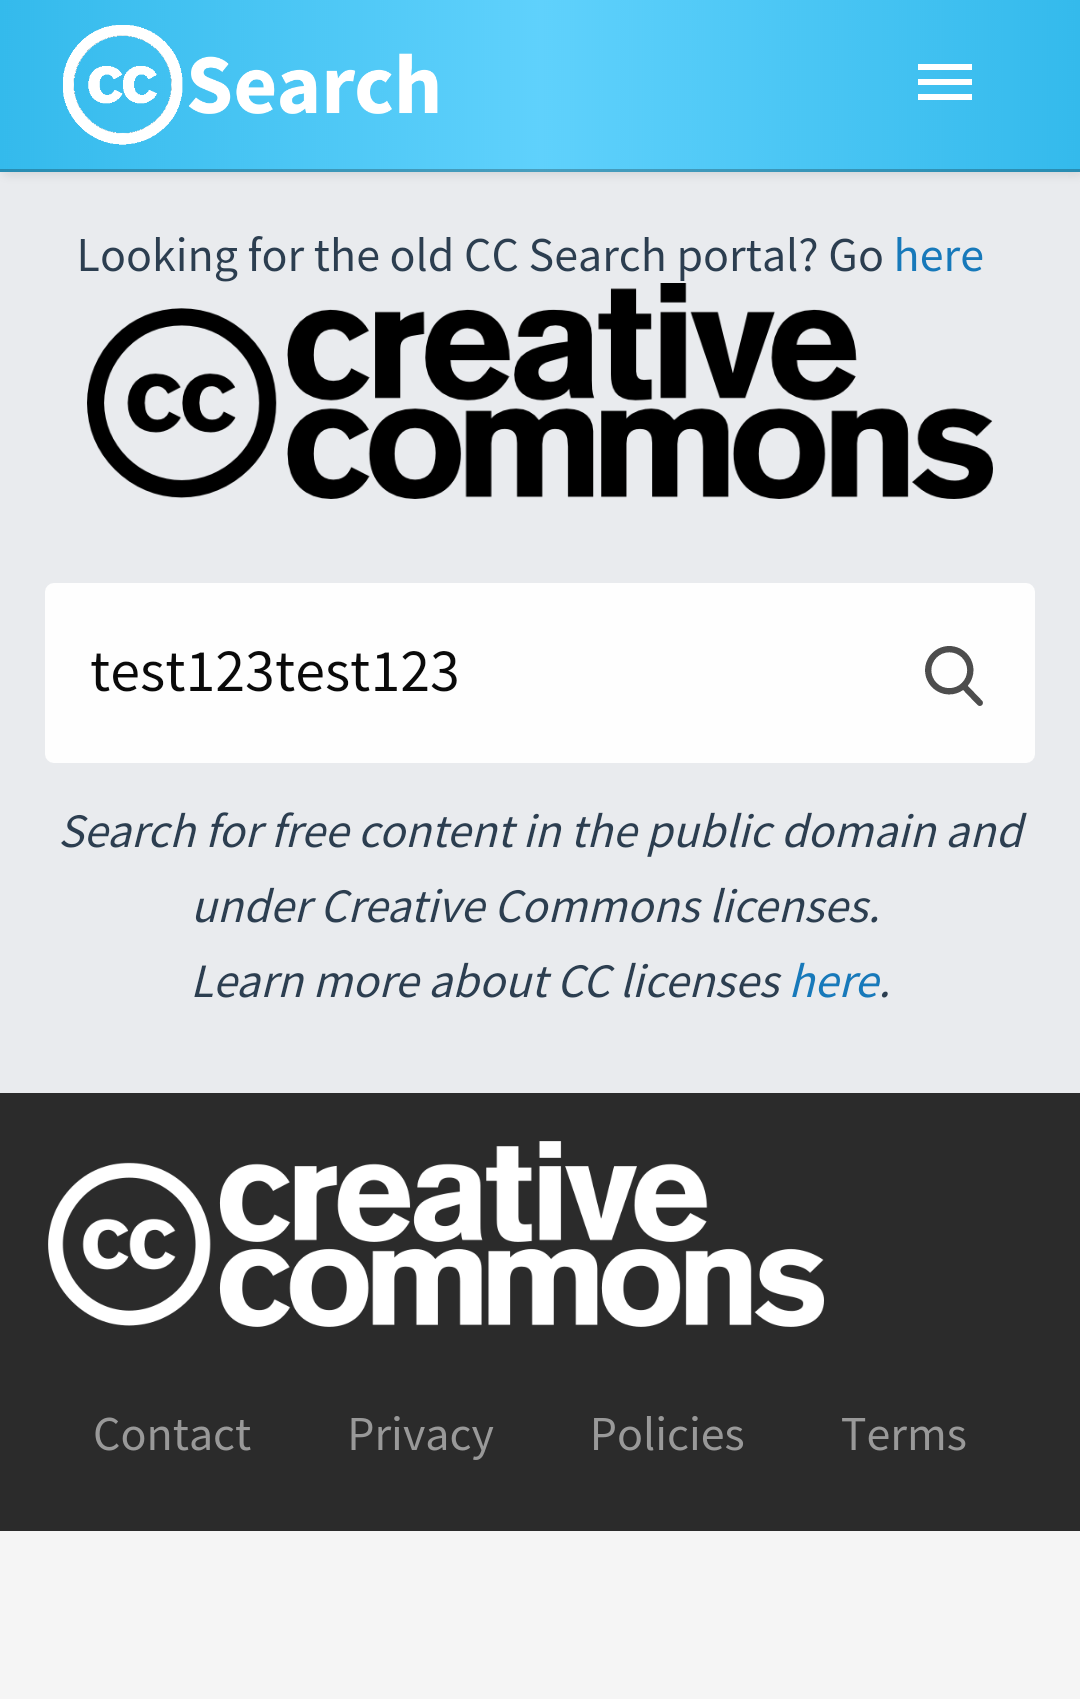 cc Search
Looking for the old CC Search portal? Go here
cc creative
commons
test123test123
Search for free content in the public domain and
under Creative Commons licenses.
Learn more about CC licenses here.
cc creative
commons
Contact Privacy Policies Terms